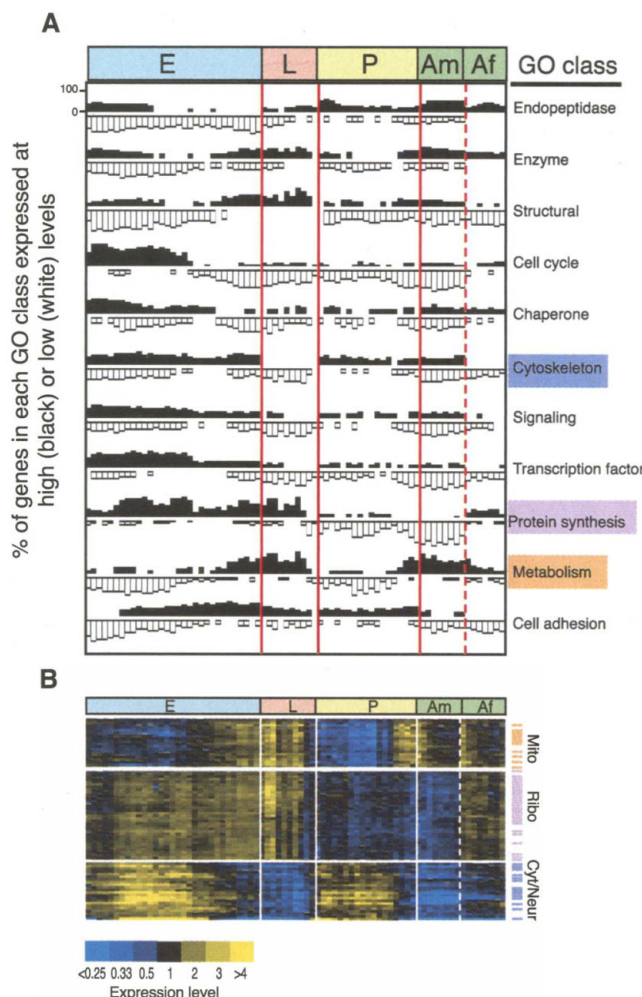 A
E L P Am Af GO class
100
0
% of genes in each GO class expressed at
high (black) or low (white) levels
Endopeptidase
Enzyme
Structural
Cell cycle
Chaperone
Cytoskeleton
Signaling
Transcription factor
Protein synthesis
Metabolism
Cell adhesion
B
E L P Am Af
Mito
Ribo
Cyt/Neur
<0.25 0.33 0.5 1 2 3 >4
Expression level